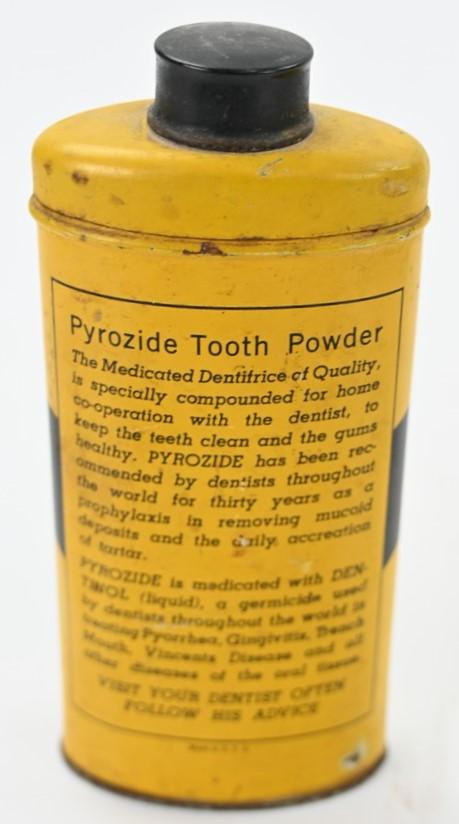 Pyrozide Tooth Powder
The Medicated Dentifrice of Quality,
is specially compounded for home
co-operation with the dentist, to
keep the teeth clean and the gums
healthy. PYROZIDE has been rec-
ommended by dentists throughout
the world for thirty years as a
prophylaxis in removing mucoid
deposits and the daily accreation
of tartar.
PYROZIDE is medicated with DEN-
TINOL (liquid), a germicide used
by dentists throughout the world in
treating Pyorrhea, Gingivitis, Trench
Mouth, Vincents Disease and all
other diseases of the oral tissue.
VISIT YOUR DENTIST OFTEN
FOLLOW HIS ADVICE